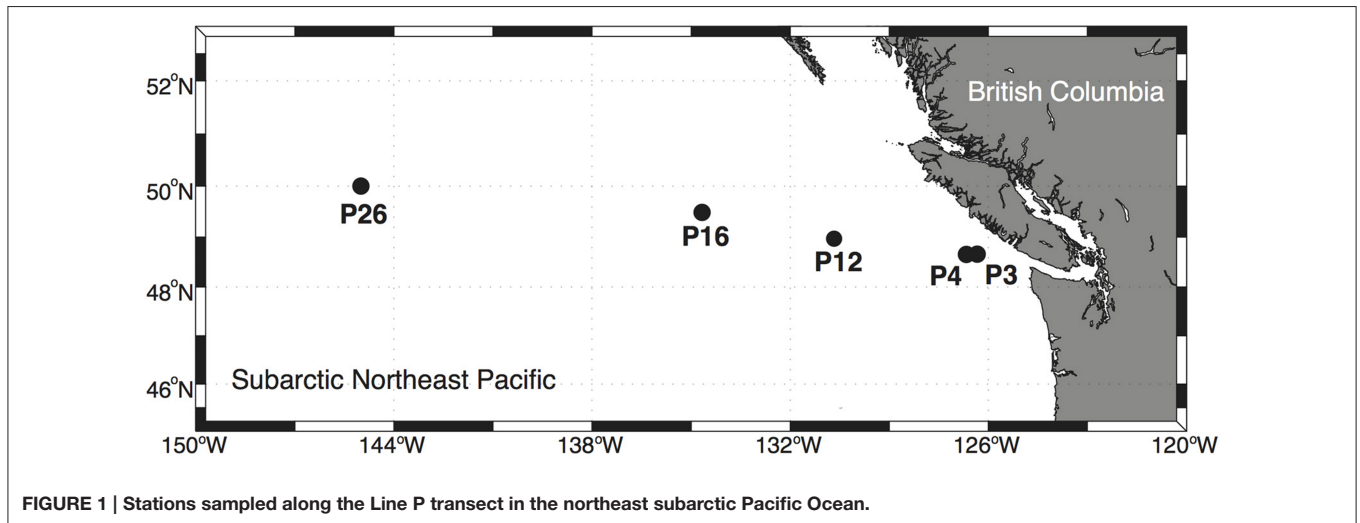 52°N
British Columbia
50°N
P26
P16
P12
P4
P3
48°N
46°N
Subarctic Northeast Pacific
150°W
144°W
138°W
132°W
126°W
120°W
FIGURE 1 | Stations sampled along the Line P transect in the northeast subarctic Pacific Ocean.